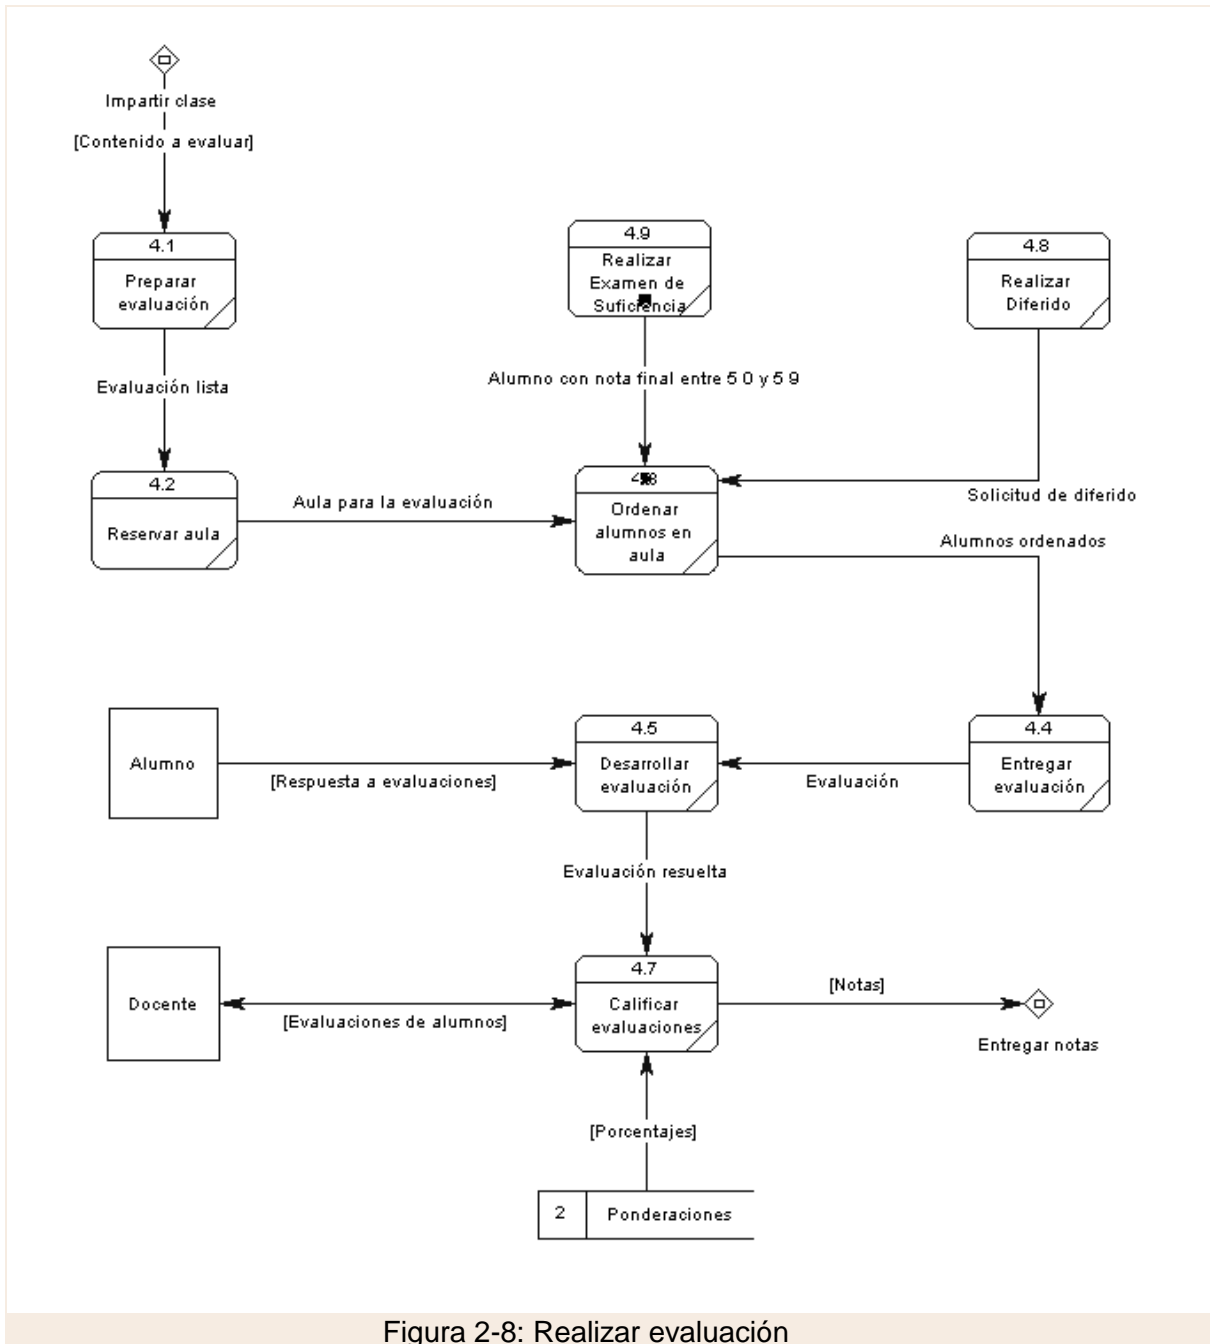 Impartir clase
[Contenido a evaluar]
4.1
Preparar
evaluación
4.9
Realizar
Examen de
Suficiencia
4.8
Realizar
Diferido
Evaluación lista
Alumno con nota final entre 5 0 y 5 9
4.2
Reservar aula
Aula para la evaluación
Ordenar
alumnos en
aula
Solicitud de diferido
Alumnos ordenados
Alumno
[Respuesta a evaluaciones]
4.5
Desarrollar
evaluación
Evaluación
4.4
Entregar
evaluación
Evaluación resuelta
Docente
[Evaluaciones de alumnos]
4.7
Calificar
evaluaciones
[Notas]
Entregar notas
[Porcentajes]
2
Ponderaciones
Figura 2-8: Realizar evaluación